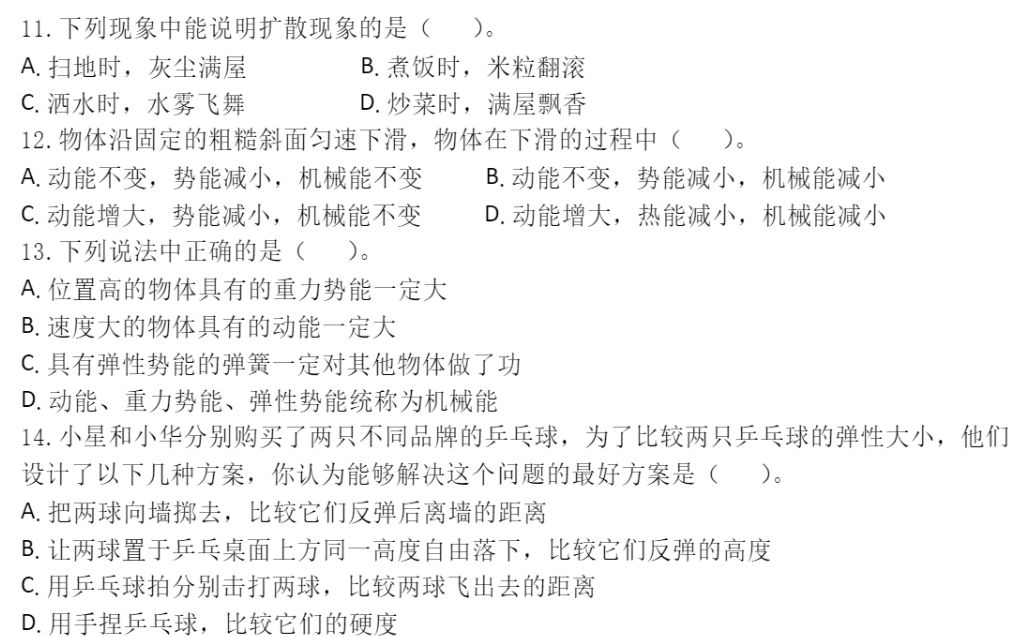 11. 下列现象中能说明扩散现象的是（　　）。
A. 扫地时，灰尘满屋　　B. 煮饭时，米粒翻滚
C. 洒水时，水雾飞舞　　D. 炒菜时，满屋飘香
12. 物体沿固定的粗糙斜面匀速下滑，物体在下滑的过程中（　　）。
A. 动能不变，势能减小，机械能不变　　B. 动能不变，势能减小，机械能减小
C. 动能增大，势能减小，机械能不变　　D. 动能增大，热能减小，机械能减小
13. 下列说法中正确的是（　　）。
A. 位置高的物体具有的重力势能一定大
B. 速度大的物体具有的动能一定大
C. 具有弹性势能的弹簧一定对其他物体做了功
D. 动能、重力势能、弹性势能统称为机械能
14. 小星和小华分别购买了两只不同品牌的乒乓球，为了比较两只乒乓球的弹性大小，他们
设计了以下几种方案，你认为能够解决这个问题的最好方案是（　　）。
A. 把两球向墙掷去，比较它们反弹后离墙的距离
B. 让两球置于乒乓桌面上方同一高度自由落下，比较它们反弹的高度
C. 用乒乓球拍分别击打两球，比较两球飞出去的距离
D. 用手捏乒乓球，比较它们的硬度